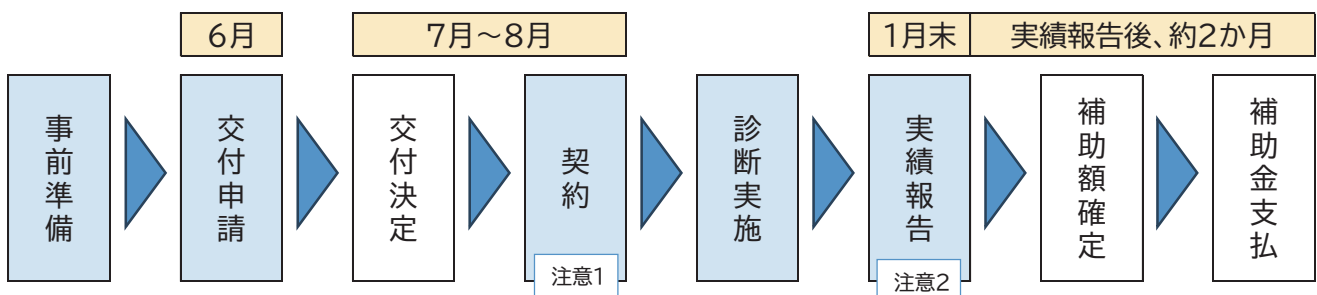 6月
7月～8月
1月末
実績報告後、約2か月
事前準備
交付申請
交付決定
契約
注意1
診断実施
実績報告
注意2
補助額確定
補助金支払